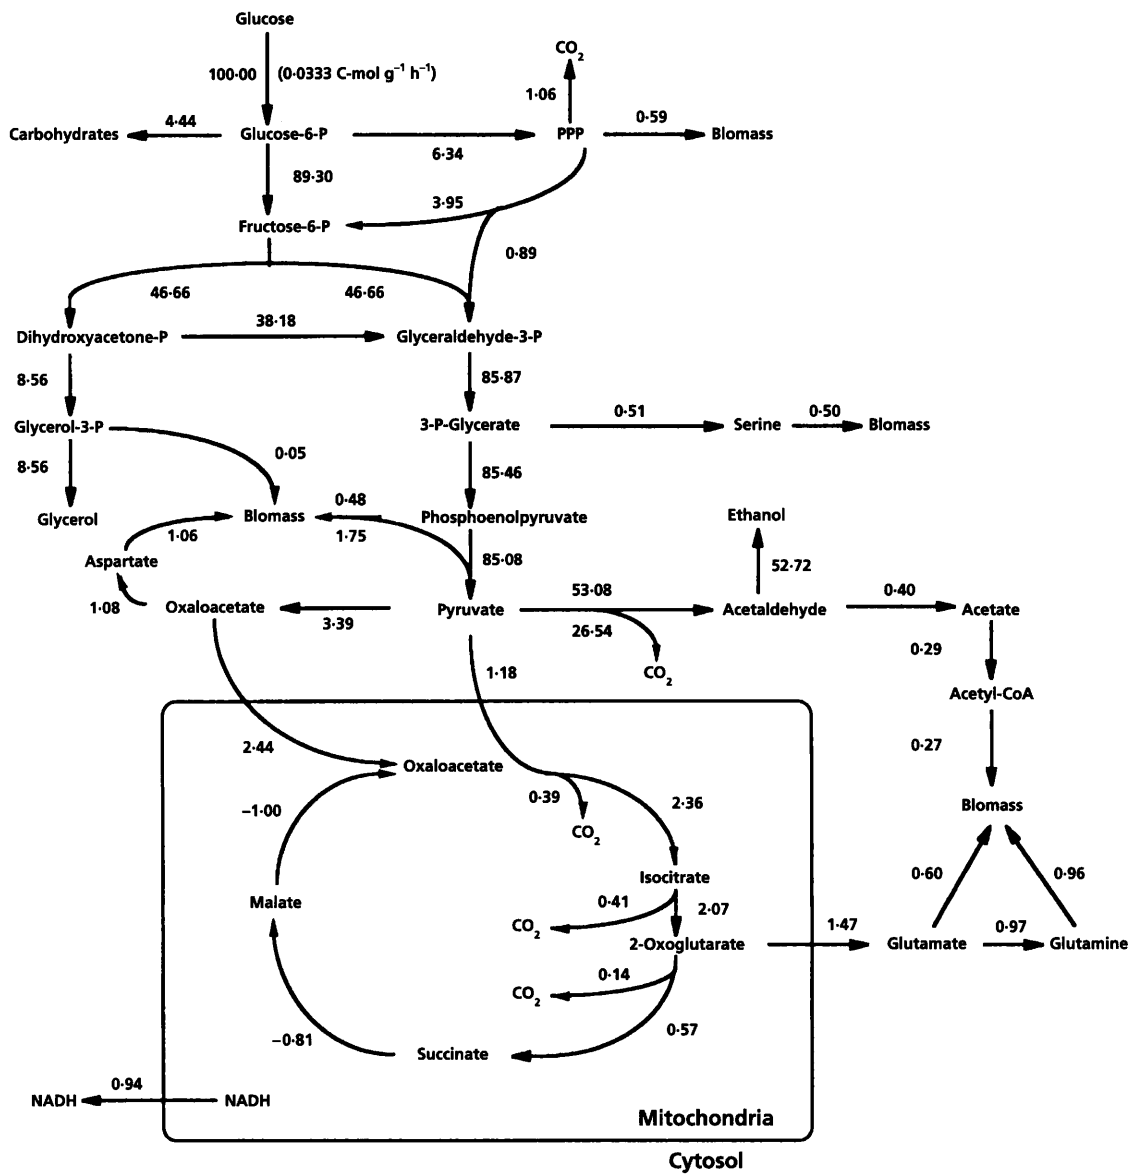 Glucose
100·00 (0·0333 C-mol g⁻¹ h⁻¹)
CO₂
1·06
Carbohydrates 4·44 Glucose-6-P 6·34 PPP 0·59 Biomass
89·30
3·95
Fructose-6-P
0·89
46·66 46·66
Dihydroxyacetone-P 38·18 Glyceraldehyde-3-P
8·56 85·87
Glycerol-3-P 3-P-Glycerate 0·51 Serine 0·50 Biomass
8·56 0·05 85·46
Glycerol Biomass 0·48 Phosphoenolpyruvate Ethanol
1·06 1·75 85·08 52·72
Aspartate
1·08 Oxaloacetate 3·39 Pyruvate 53·08 Acetaldehyde 0·40 Acetate
26·54 0·29
CO₂
1·18 Acetyl-CoA
2·44 0·27
Oxaloacetate
−1·00 0·39 2·36 Biomass
CO₂
Isocitrate 0·60 0·96
Malate 0·41 2·07
CO₂
2-Oxoglutarate 1·47 Glutamate 0·97 Glutamine
0·14
CO₂
−0·81 0·57
Succinate
NADH 0·94 NADH
Mitochondria
Cytosol